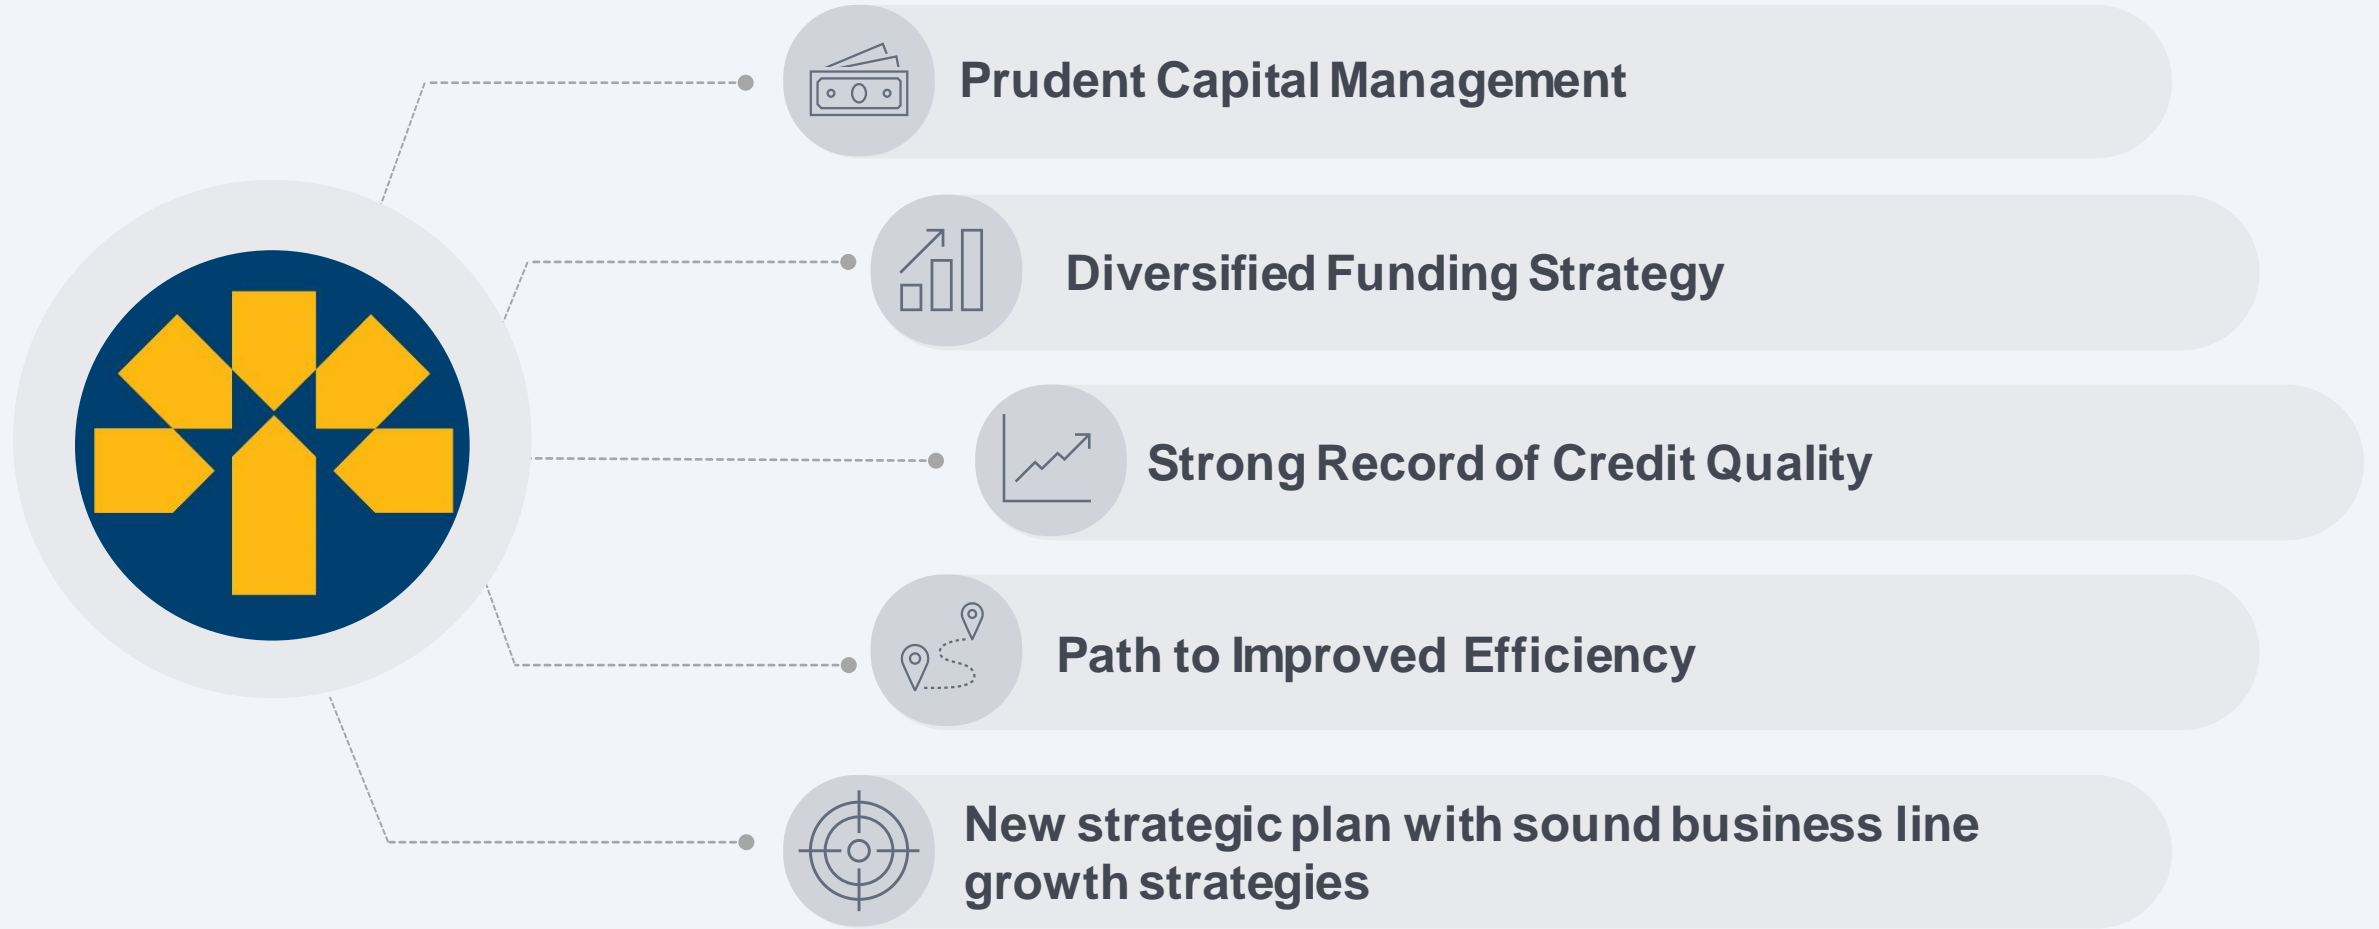 Prudent Capital Management
Diversified Funding Strategy
Strong Record of Credit Quality
Path to Improved Efficiency
New strategic plan with sound business line
growth strategies